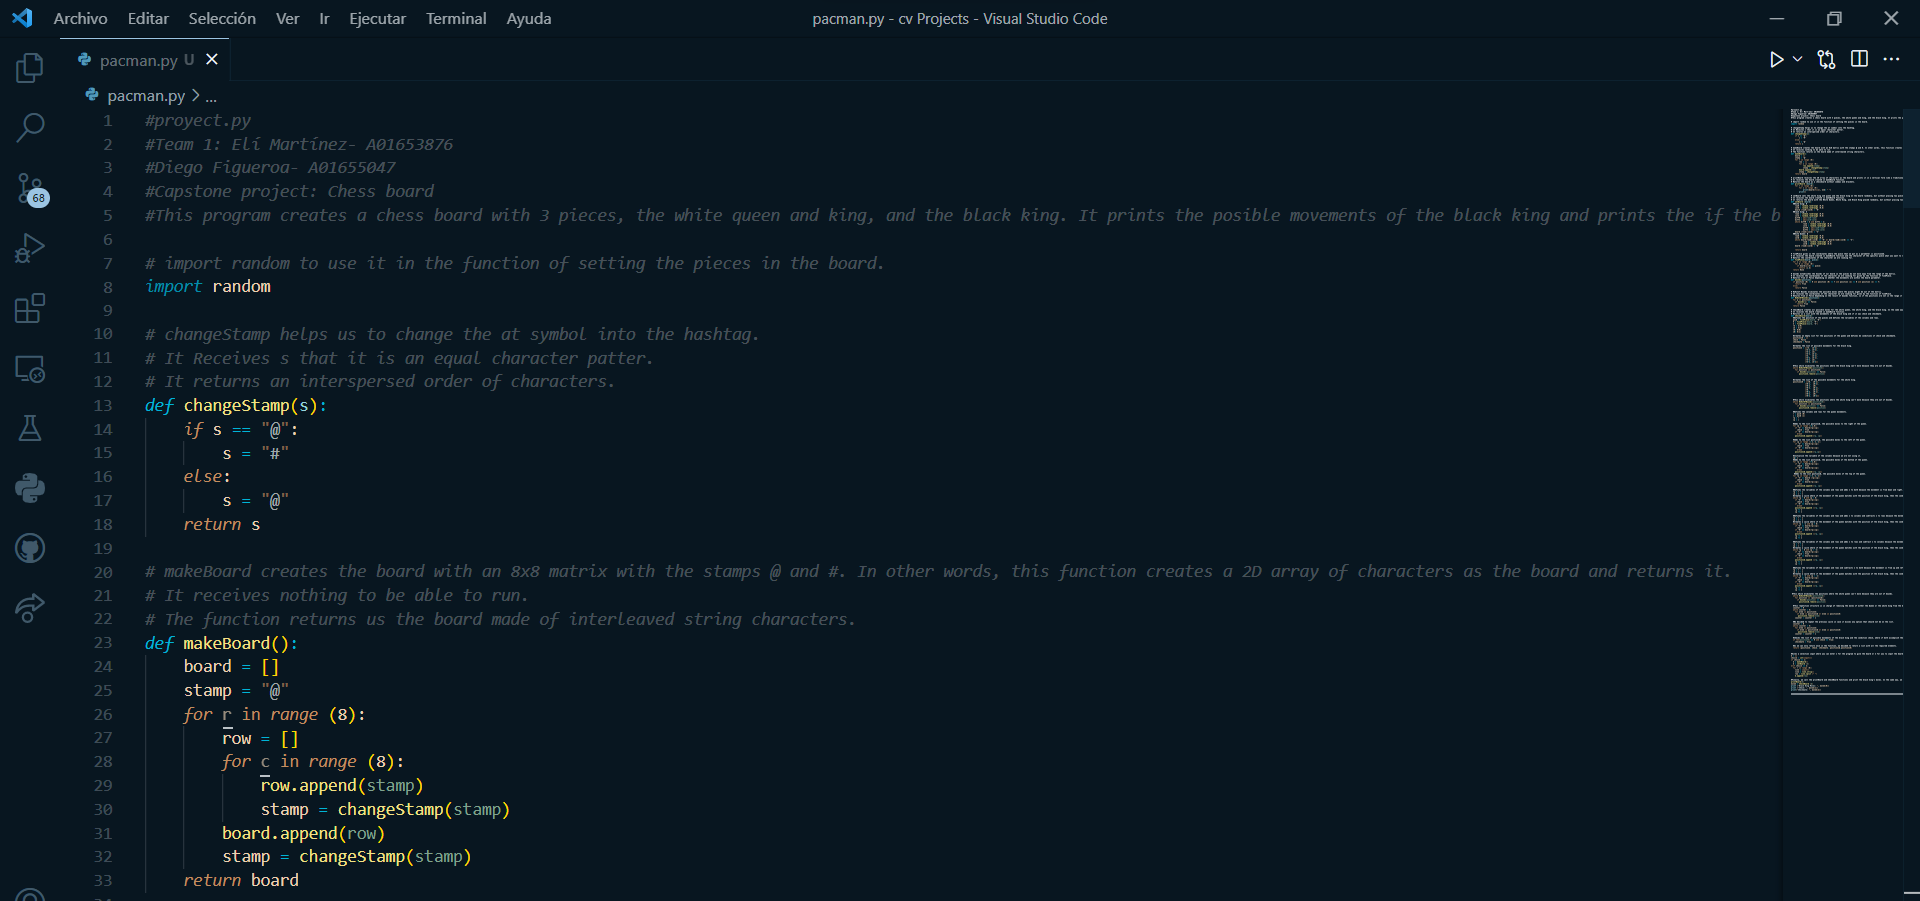 Archivo Editar Selección Ver Ir Ejecutar Terminal Ayuda pacman.py - cv Projects - Visual Studio Code
pacman.py U
pacman.py > ...
68
1 #proyect.py
2 #Team 1: Elí Martínez- A01653876
3 #Diego Figueroa- A01655047
4 #Capstone project: Chess board
5 #This program creates a chess board with 3 pieces, the white queen and king, and the black king. It prints the posible movements of the black king and prints the if the b
6
7 # import random to use it in the function of setting the pieces in the board.
8 import random
9
10 # changeStamp helps us to change the at symbol into the hashtag.
11 # It Receives s that it is an equal character patter.
12 # It returns an interspersed order of characters.
13 def changeStamp(s):
14     if s == "@":
15         s = "#"
16     else:
17         s = "@"
18     return s
19
20 # makeBoard creates the board with an 8x8 matrix with the stamps @ and #. In other words, this function creates a 2D array of characters as the board and returns it.
21 # It receives nothing to be able to run.
22 # The function returns us the board made of interleaved string characters.
23 def makeBoard():
24     board = []
25     stamp = "@"
26     for r in range (8):
27         row = []
28         for c in range (8):
29             row.append(stamp)
30             stamp = changeStamp(stamp)
31         board.append(row)
32         stamp = changeStamp(stamp)
33     return board